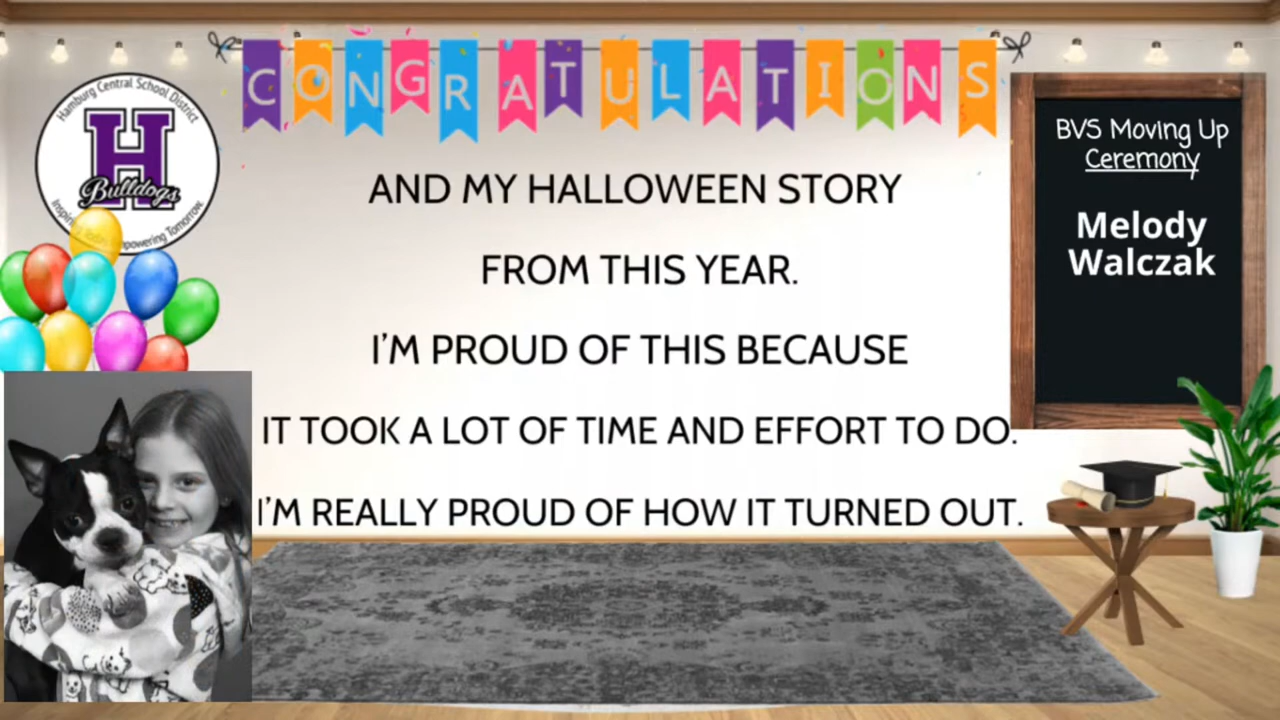 CONGRATULATIONS
Hamburg Central School District
H
Bulldogs
Empowering Tomorrow
AND MY HALLOWEEN STORY
FROM THIS YEAR.
I'M PROUD OF THIS BECAUSE
IT TOOK A LOT OF TIME AND EFFORT TO DO.
I'M REALLY PROUD OF HOW IT TURNED OUT.
BVS Moving Up
Ceremony
Melody
Walczak